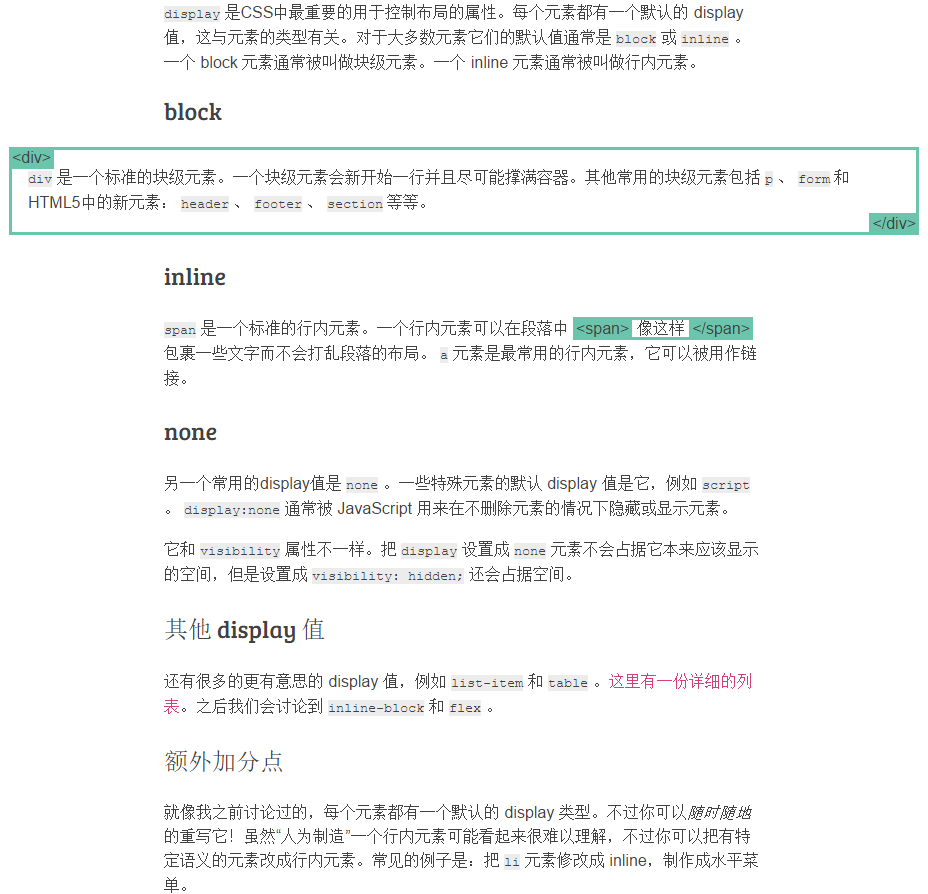 display 是CSS中最重要的用于控制布局的属性。每个元素都有一个默认的 display
值，这与元素的类型有关。对于大多数元素它们的默认值通常是 block 或 inline 。
一个 block 元素通常被叫做块级元素。一个 inline 元素通常被叫做行内元素。
block
<div>
div 是一个标准的块级元素。一个块级元素会新开始一行并且尽可能撑满容器。其他常用的块级元素包括 p 、 form 和
HTML5中的新元素： header 、 footer 、 section 等等。
</div>
inline
span 是一个标准的行内元素。一个行内元素可以在段落中 <span> 像这样 </span>
包裹一些文字而不会打乱段落的布局。 a 元素是最常用的行内元素，它可以被用作链
接。
none
另一个常用的display值是 none 。一些特殊元素的默认 display 值是它，例如 script
。 display:none 通常被 JavaScript 用来在不删除元素的情况下隐藏或显示元素。
它和 visibility 属性不一样。把 display 设置成 none 元素不会占据它本来应该显示
的空间，但是设置成 visibility: hidden; 还会占据空间。
其他 display 值
还有很多的更有意思的 display 值，例如 list-item 和 table 。这里有一份详细的列
表。之后我们会讨论到 inline-block 和 flex 。
额外加分点
就像我之前讨论过的，每个元素都有一个默认的 display 类型。不过你可以随时随地
的重写它！虽然“人为制造”一个行内元素可能看起来很难以理解，不过你可以把有特
定语义的元素改成行内元素。常见的例子是：把 li 元素修改成 inline，制作成水平菜
单。